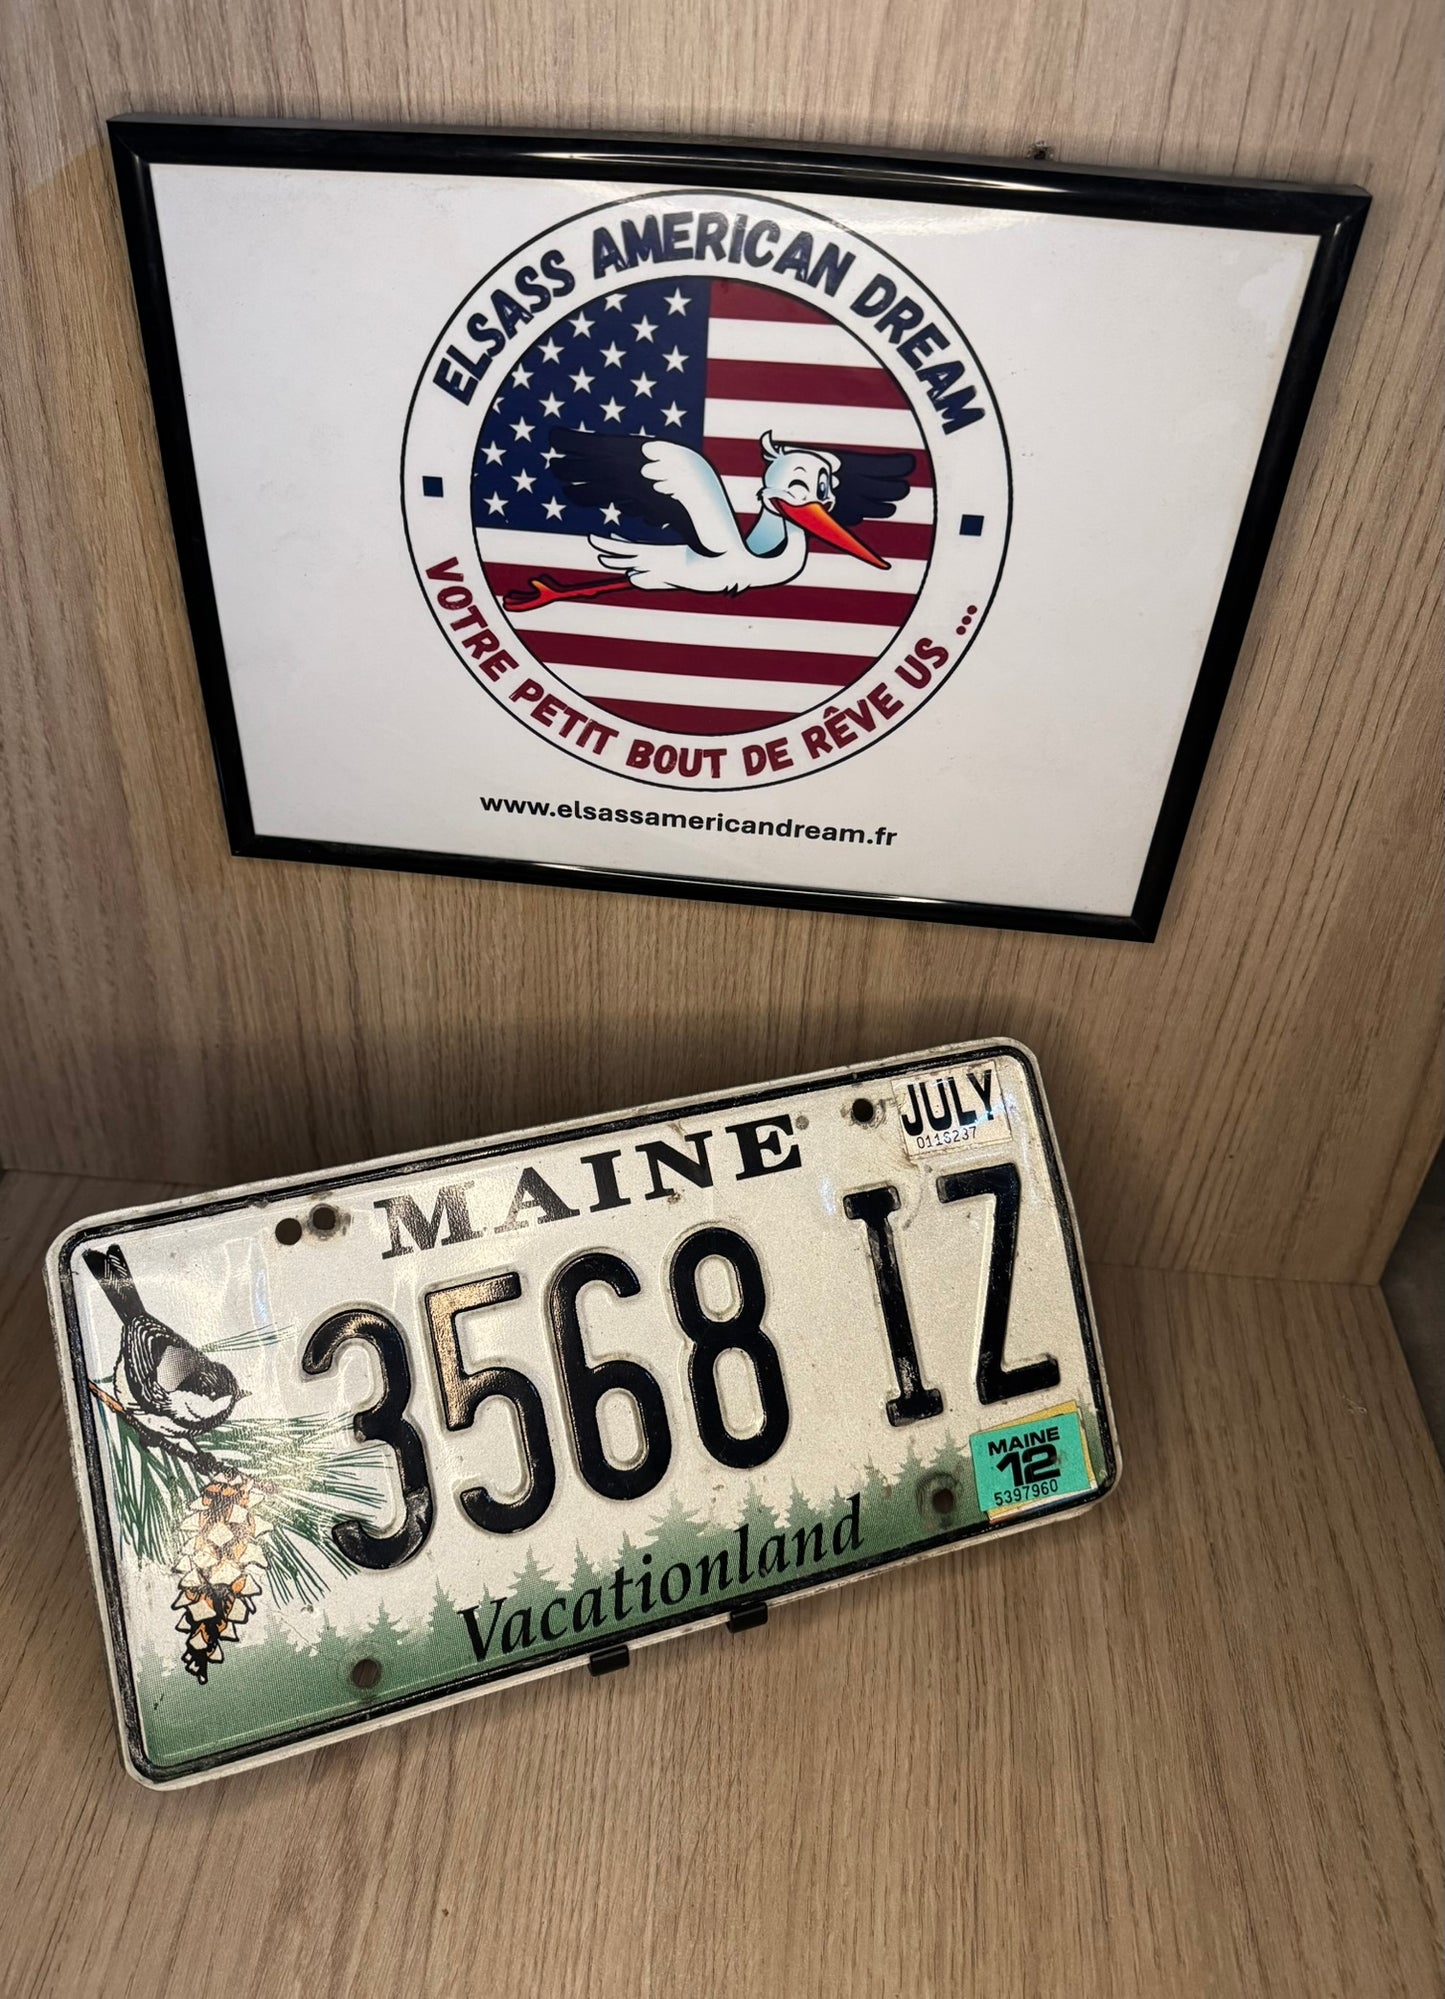 ELSASS AMERICAN DREAM
VOTRE PETIT BOUT DE RÊVE US ...
www.elsassamericandream.fr
MAINE
JULY
0116237
3568 IZ
MAINE
12
5397960
Vacationland